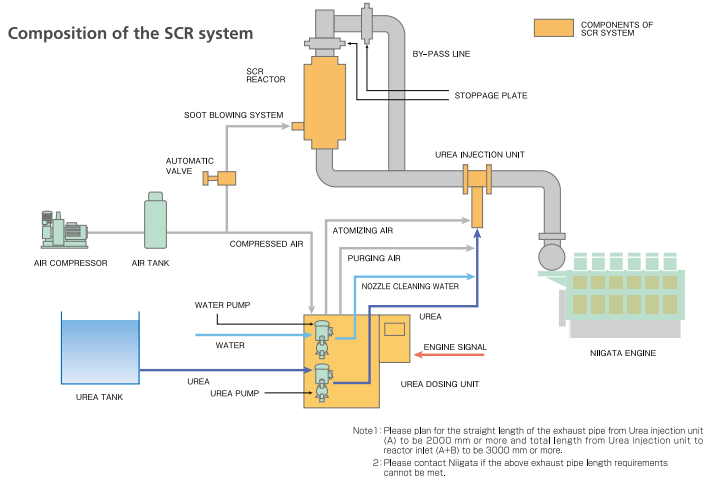 Composition of the SCR system
COMPONENTS OF
SCR SYSTEM
BY-PASS LINE
SCR
REACTOR
STOPPAGE PLATE
SOOT BLOWING SYSTEM
UREA INJECTION UNIT
AUTOMATIC
VALVE
ATOMIZING AIR
COMPRESSED AIR
AIR COMPRESSOR
AIR TANK
PURGING AIR
NOZZLE CLEANING WATER
WATER PUMP
UREA
WATER
ENGINE SIGNAL
NIIGATA ENGINE
UREA
UREA DOSING UNIT
UREA TANK
UREA PUMP
Note1: Please plan for the straight length of the exhaust pipe from Urea injection unit
(A) to be 2000 mm or more and total length from Urea injection unit to
reactor inlet (A+B) to be 3000 mm or more.
2: Please contact Niigata if the above exhaust pipe length requirements
cannot be met.